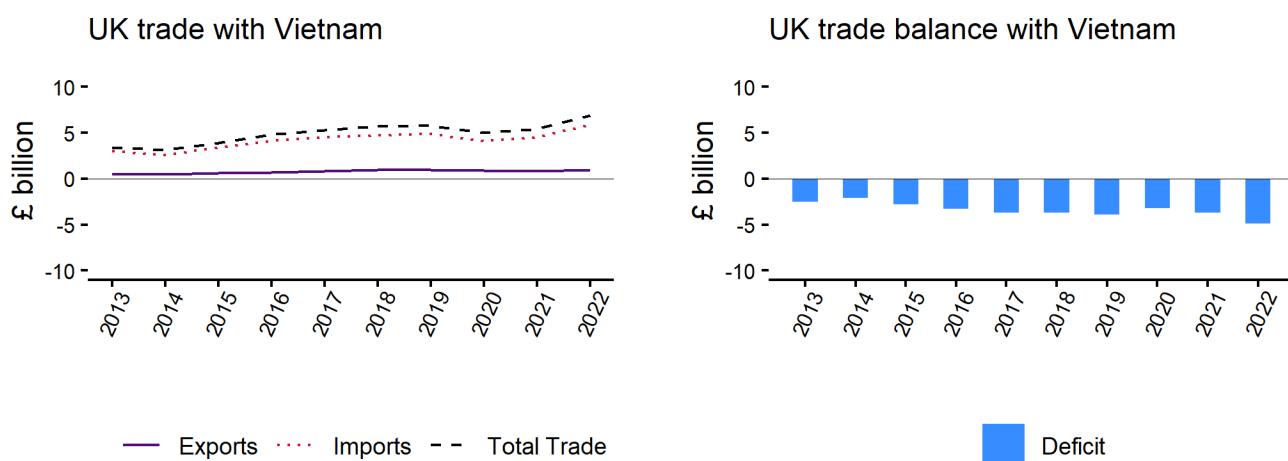 UK trade with Vietnam
£ billion
10
5
0
-5
-10
2013 2014 2015 2016 2017 2018 2019 2020 2021 2022
Exports Imports Total Trade
UK trade balance with Vietnam
£ billion
10
5
0
-5
-10
2013 2014 2015 2016 2017 2018 2019 2020 2021 2022
Deficit